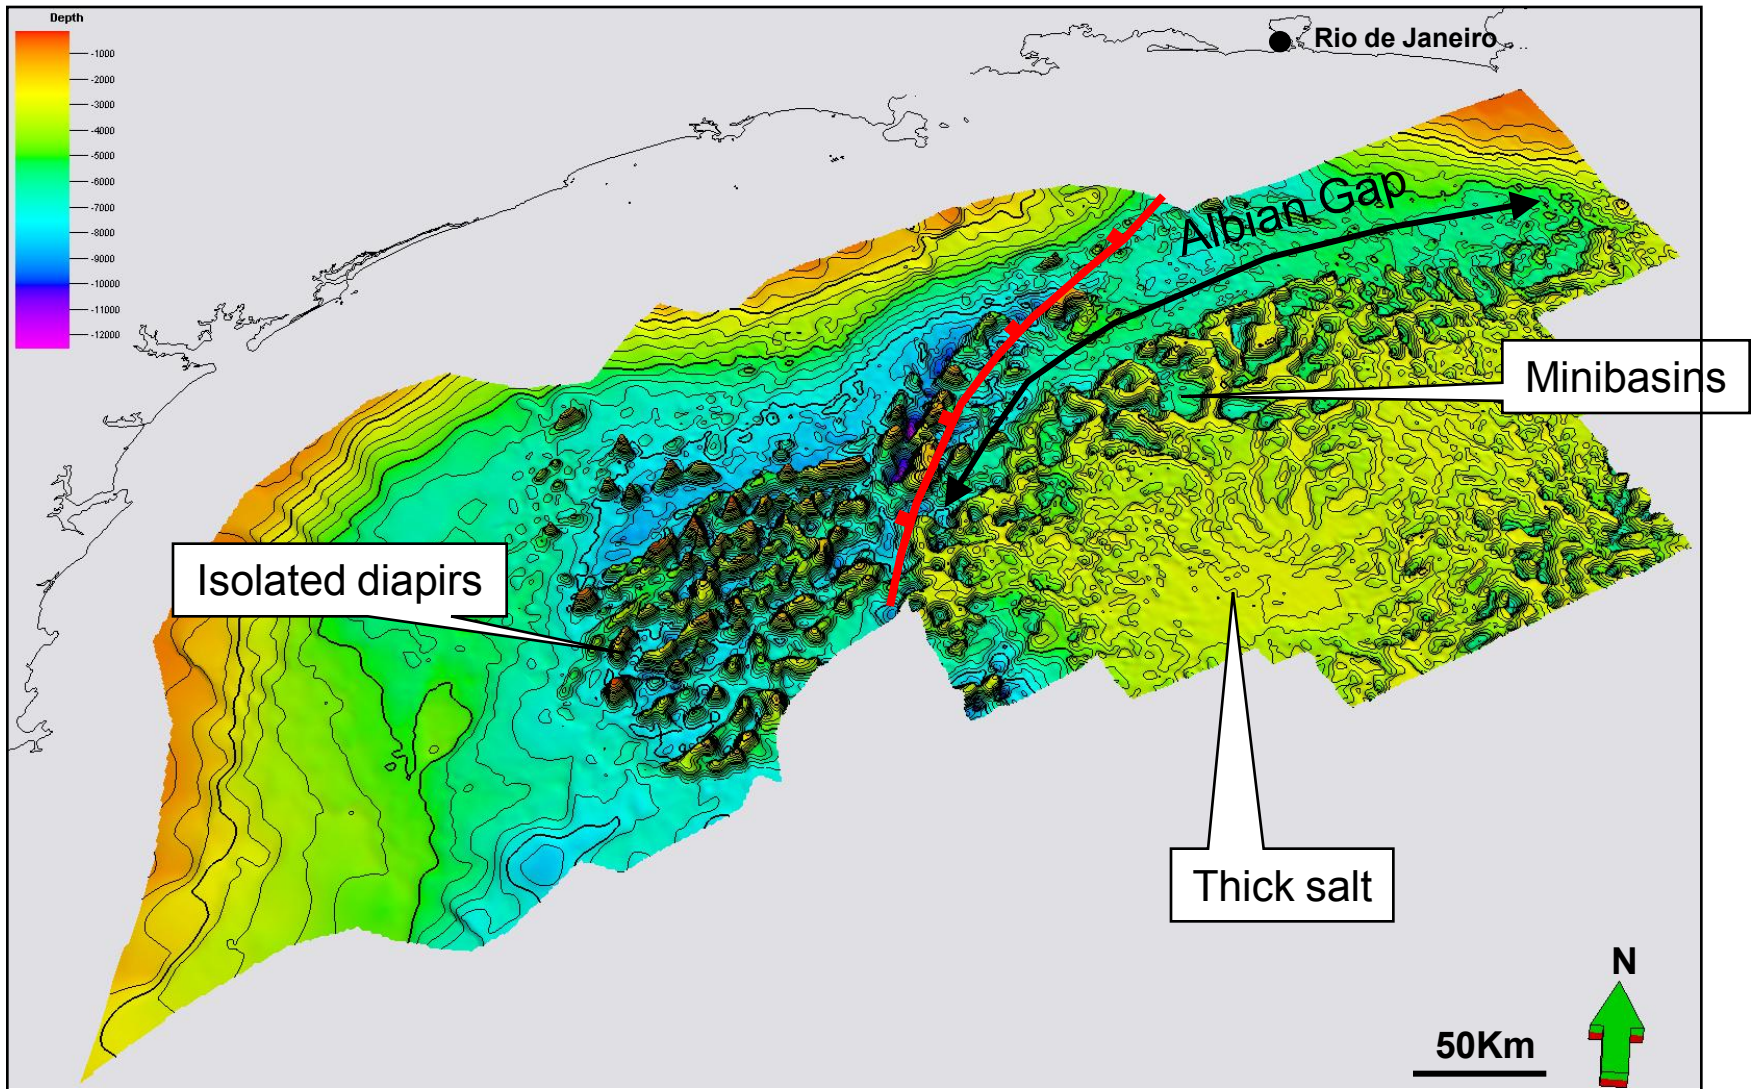 Depth
-1000
-2000
-3000
-4000
-5000
-6000
-7000
-8000
-9000
-10000
-11000
-12000
Rio de Janeiro
Albian Gap
Minibasins
Isolated diapirs
Thick salt
N
50Km